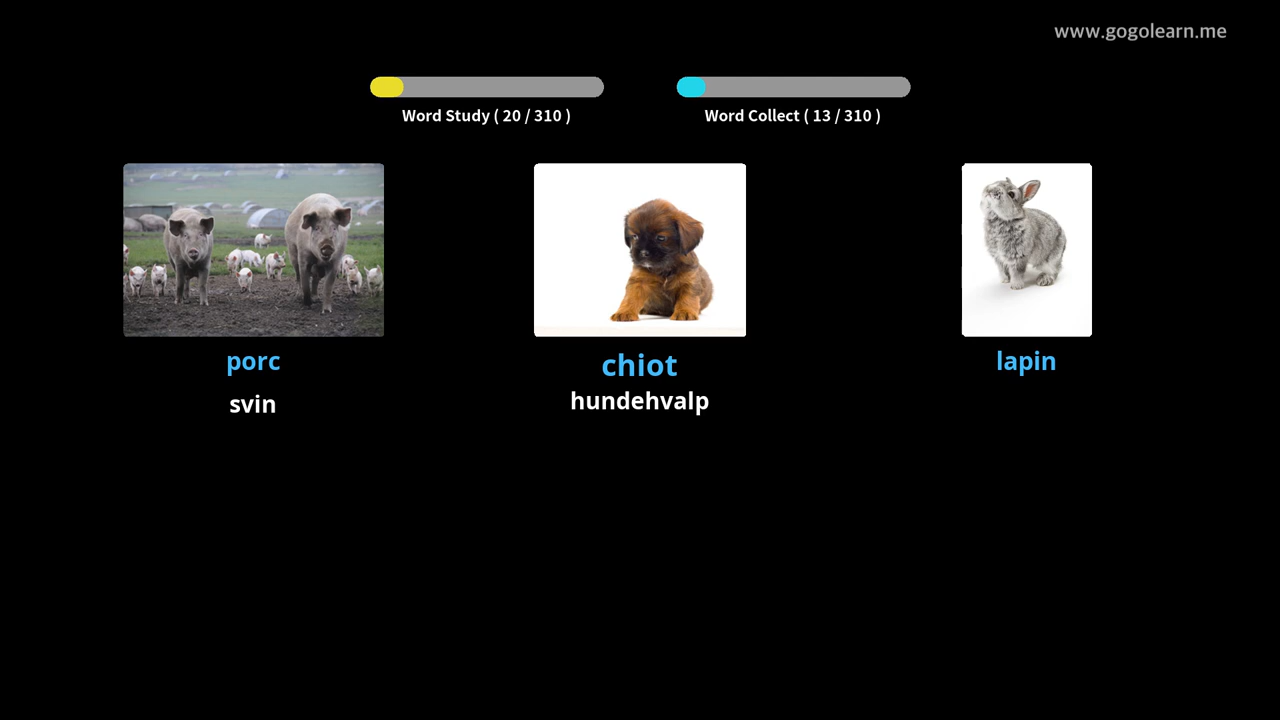 www.gogolearn.me
Word Study ( 20 / 310 )
Word Collect ( 13 / 310 )
porc
chiot
lapin
svin
hundehvalp